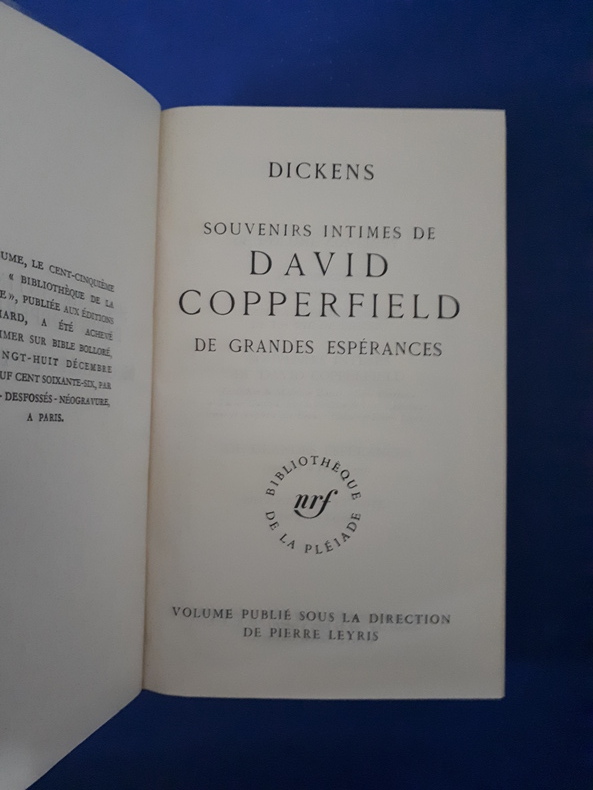 UME, LE CENT-CINQUIÈME
« BIBLIOTHÈQUE DE LA
E », PUBLIÉE AUX ÉDITIONS
MARD, A ÉTÉ ACHEVÉ
IMER SUR BIBLE BOLLORÉ,
NGT-HUIT DÉCEMBRE
UF CENT SOIXANTE-SIX, PAR
- DESFOSSÉS - NÉOGRAVURE,
A PARIS.
DICKENS
SOUVENIRS INTIMES DE
DAVID
COPPERFIELD
DE GRANDES ESPÉRANCES
BIBLIOTHÈQUE
DE LA PLÉIADE
nrf
VOLUME PUBLIÉ SOUS LA DIRECTION
DE PIERRE LEYRIS